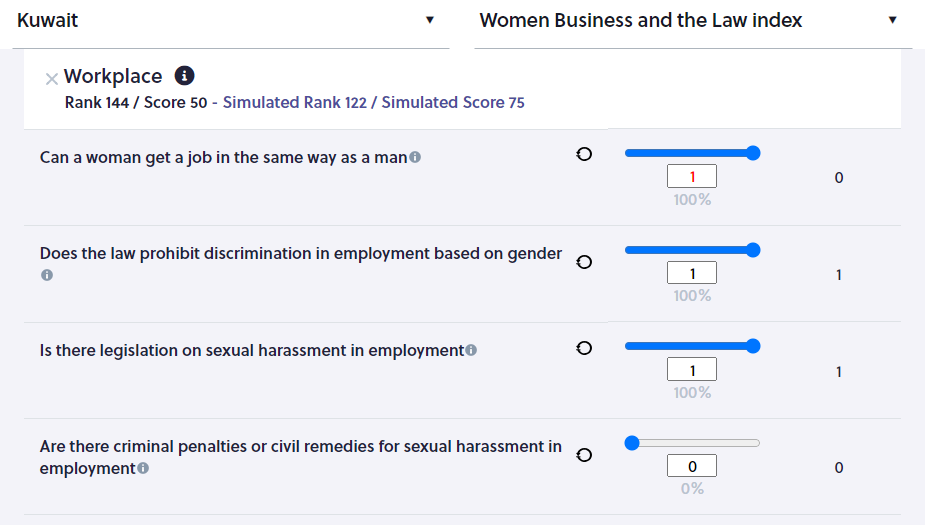 Kuwait ▼ Women Business and the Law index ▼
× Workplace i
Rank 144 / Score 50 - Simulated Rank 122 / Simulated Score 75
Can a woman get a job in the same way as a man i
1 0
100%
Does the law prohibit discrimination in employment based on gender
i 1 1
100%
Is there legislation on sexual harassment in employment i
1 1
100%
Are there criminal penalties or civil remedies for sexual harassment in
employment i 0 0
0%